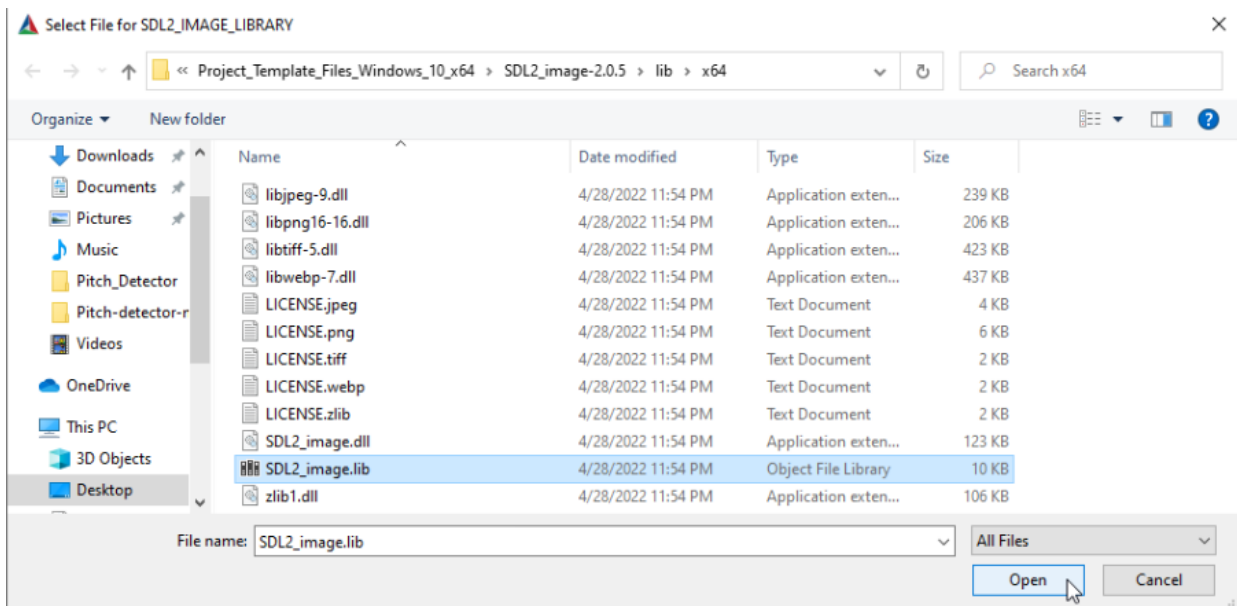 Select File for SDL2_IMAGE_LIBRARY
« Project_Template_Files_Windows_10_x64 › SDL2_image-2.0.5 › lib › x64
Search x64
Organize
New folder
Downloads
Documents
Pictures
Music
Pitch_Detector
Pitch-detector-r
Videos
OneDrive
This PC
3D Objects
Desktop
Name Date modified Type Size
libjpeg-9.dll 4/28/2022 11:54 PM Application exten... 239 KB
libpng16-16.dll 4/28/2022 11:54 PM Application exten... 206 KB
libtiff-5.dll 4/28/2022 11:54 PM Application exten... 423 KB
libwebp-7.dll 4/28/2022 11:54 PM Application exten... 437 KB
LICENSE.jpeg 4/28/2022 11:54 PM Text Document 4 KB
LICENSE.png 4/28/2022 11:54 PM Text Document 6 KB
LICENSE.tiff 4/28/2022 11:54 PM Text Document 2 KB
LICENSE.webp 4/28/2022 11:54 PM Text Document 2 KB
LICENSE.zlib 4/28/2022 11:54 PM Text Document 2 KB
SDL2_image.dll 4/28/2022 11:54 PM Application exten... 123 KB
SDL2_image.lib 4/28/2022 11:54 PM Object File Library 10 KB
zlib1.dll 4/28/2022 11:54 PM Application exten... 106 KB
File name: SDL2_image.lib
All Files
Open
Cancel